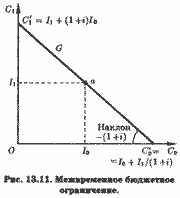 C₁
C₁' = I₁ + (1+i)I₀
G
a
I₁
Наклон
−(1+i)
O
I₀
C₀'= C₀
= I₀ + I₁/(1+i)
Рис. 13.11. Межвременное бюджетное
ограничение.